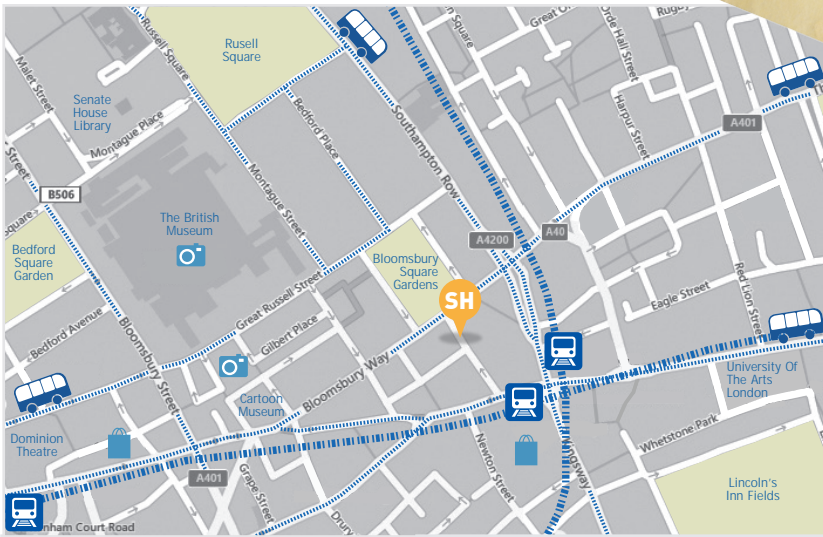 Rusell
Square
Russell Square
Malet Street
Senate
House
Library
Montague Place
Bedford Place
Southampton Row
Great
Orde Hall Street
Harpur Street
A401
B506
Montague Street
The British
Museum
Square
Bedford
Square
Garden
A4200
A40
Bloomsbury
Square
Gardens
SH
Red Lion Street
Eagle Street
Great Russell Street
Gilbert Place
Bedford Avenue
Bloomsbury Street
Bloomsbury Way
Cartoon
Museum
University Of
The Arts
London
Dominion
Theatre
Whetstone Park
Newton Street
Kingsway
A401
Grape Street
Drury
Lincoln's
Inn Fields
nham Court Road